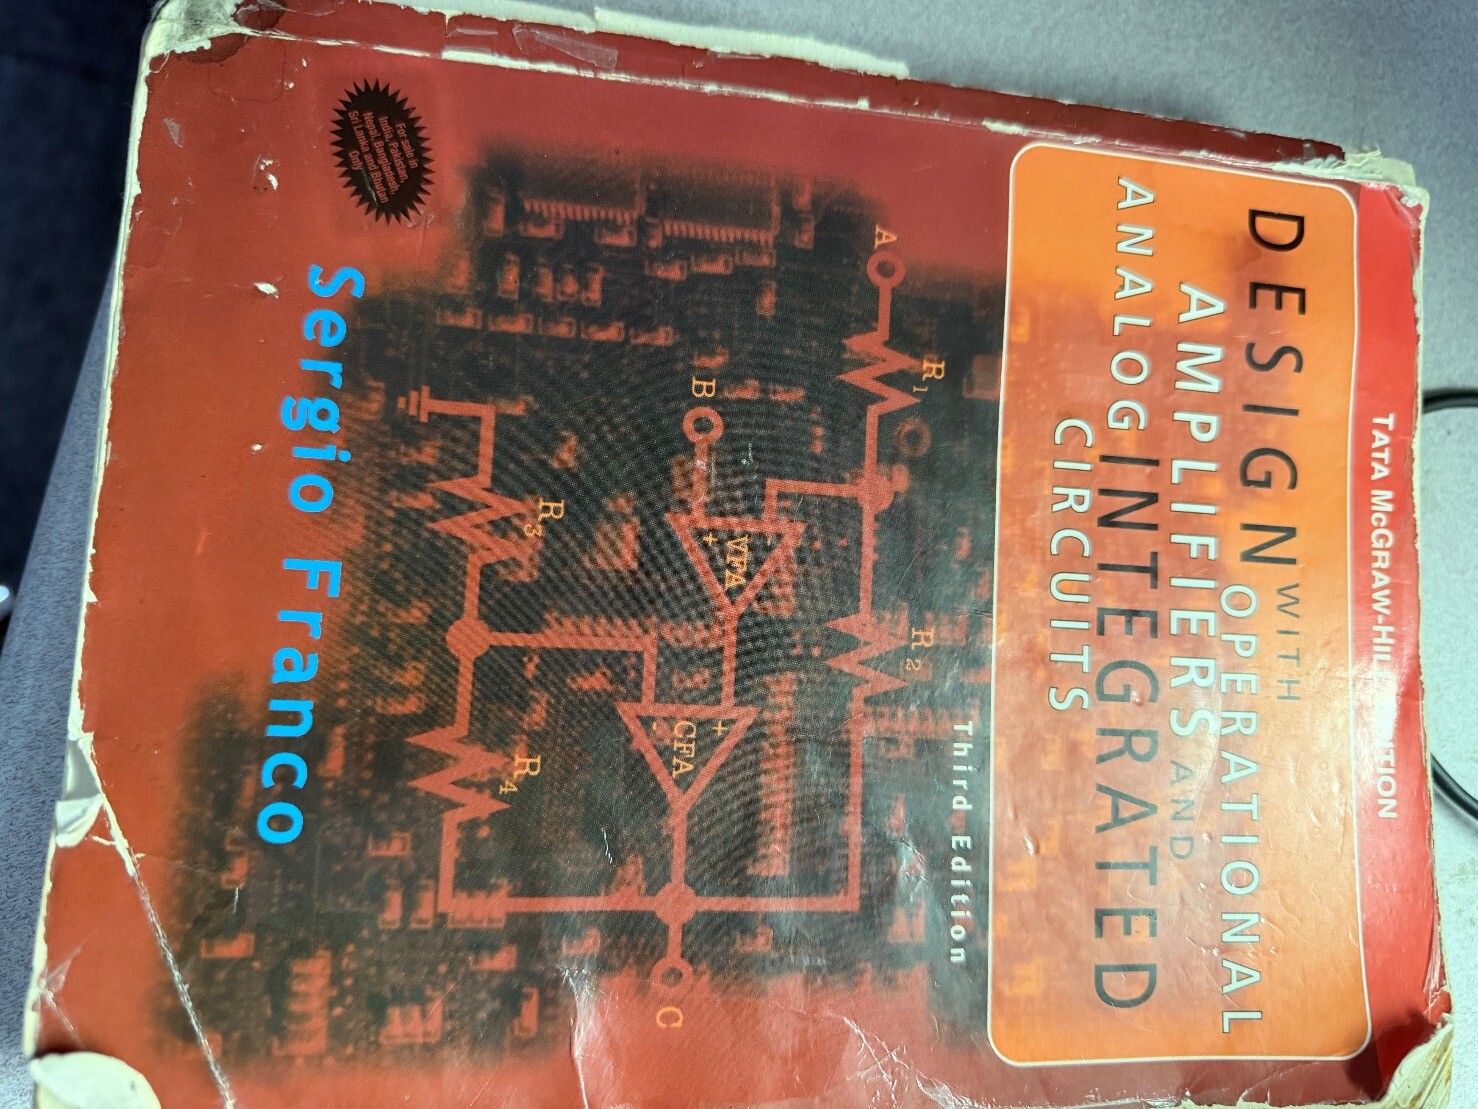 TATA McGRAW-HILL EDITION
DESIGN WITH
OPERATIONAL
AMPLIFIERS AND
ANALOG INTEGRATED
CIRCUITS
Third Edition
R1
R2
A
B
VFA
+
-
CFA
+
-
C
R3
R4
For sale in
India, Pakistan,
Nepal, Bangladesh,
Sri Lanka and Bhutan
Only
Sergio Franco